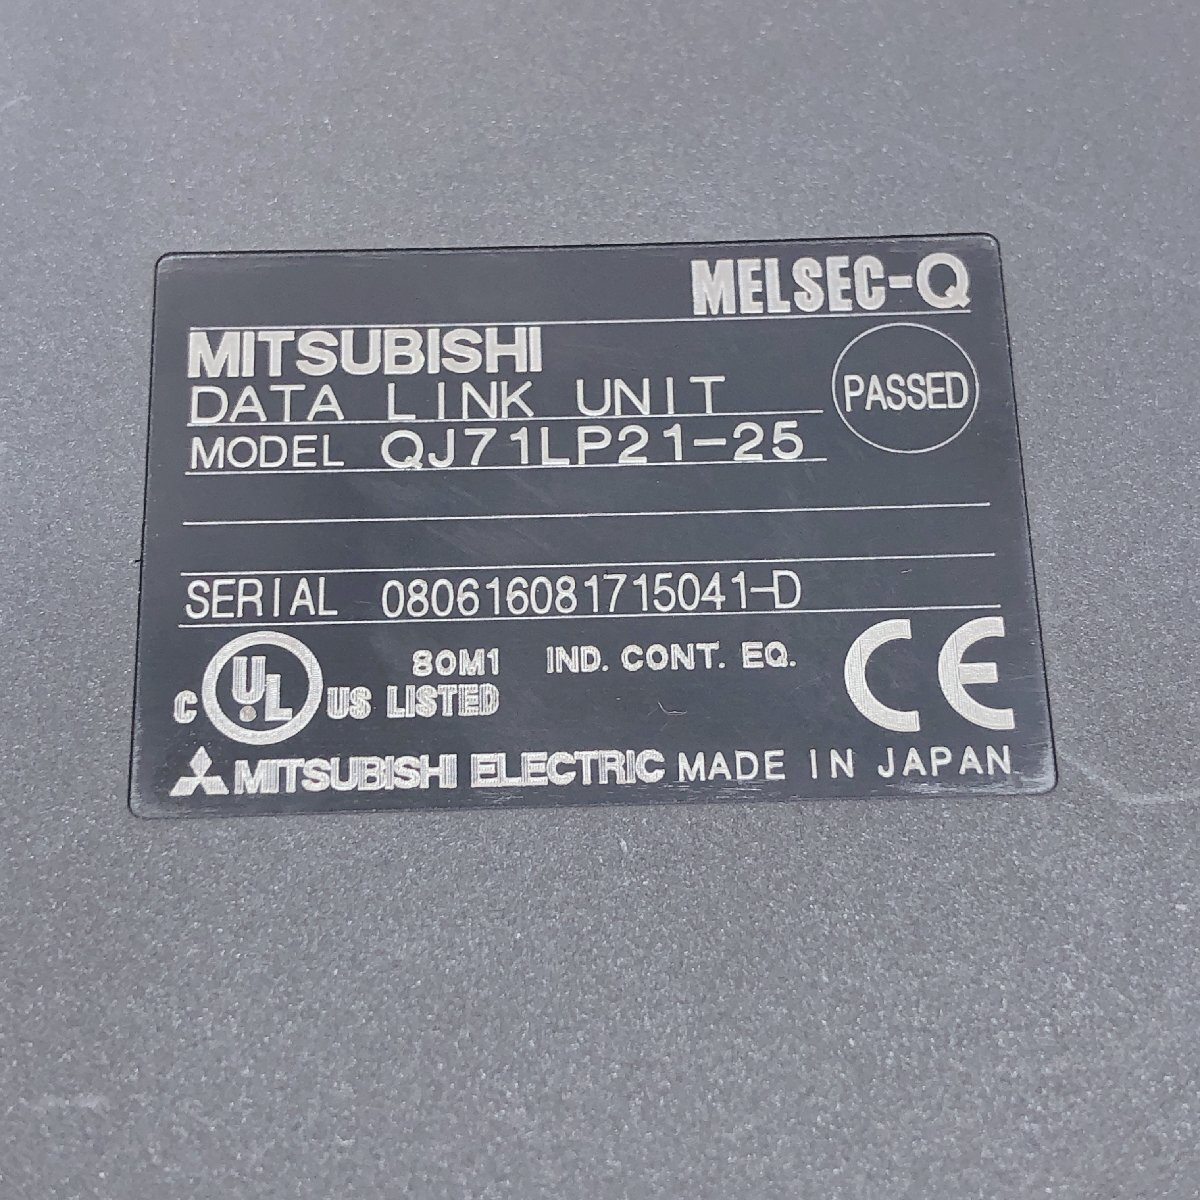 MELSEC-Q
MITSUBISHI
DATA LINK UNIT
PASSED
MODEL QJ71LP21-25
SERIAL 080616081715041-D
C UL US LISTED
80M1 IND. CONT. EQ.
CE
MITSUBISHI ELECTRIC MADE IN JAPAN